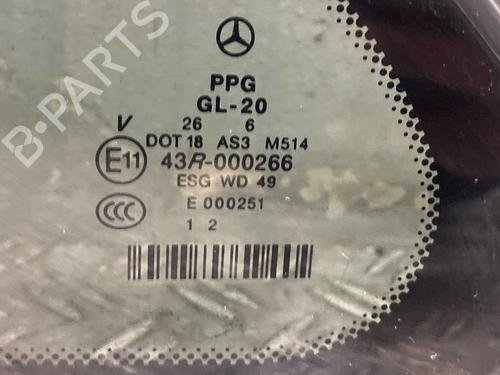 B-PARTS
PPG
GL-20
V 26 6
DOT 18 AS3 M514
E11 43R-000266
ESG WD 49
CCC E 000251
1 2